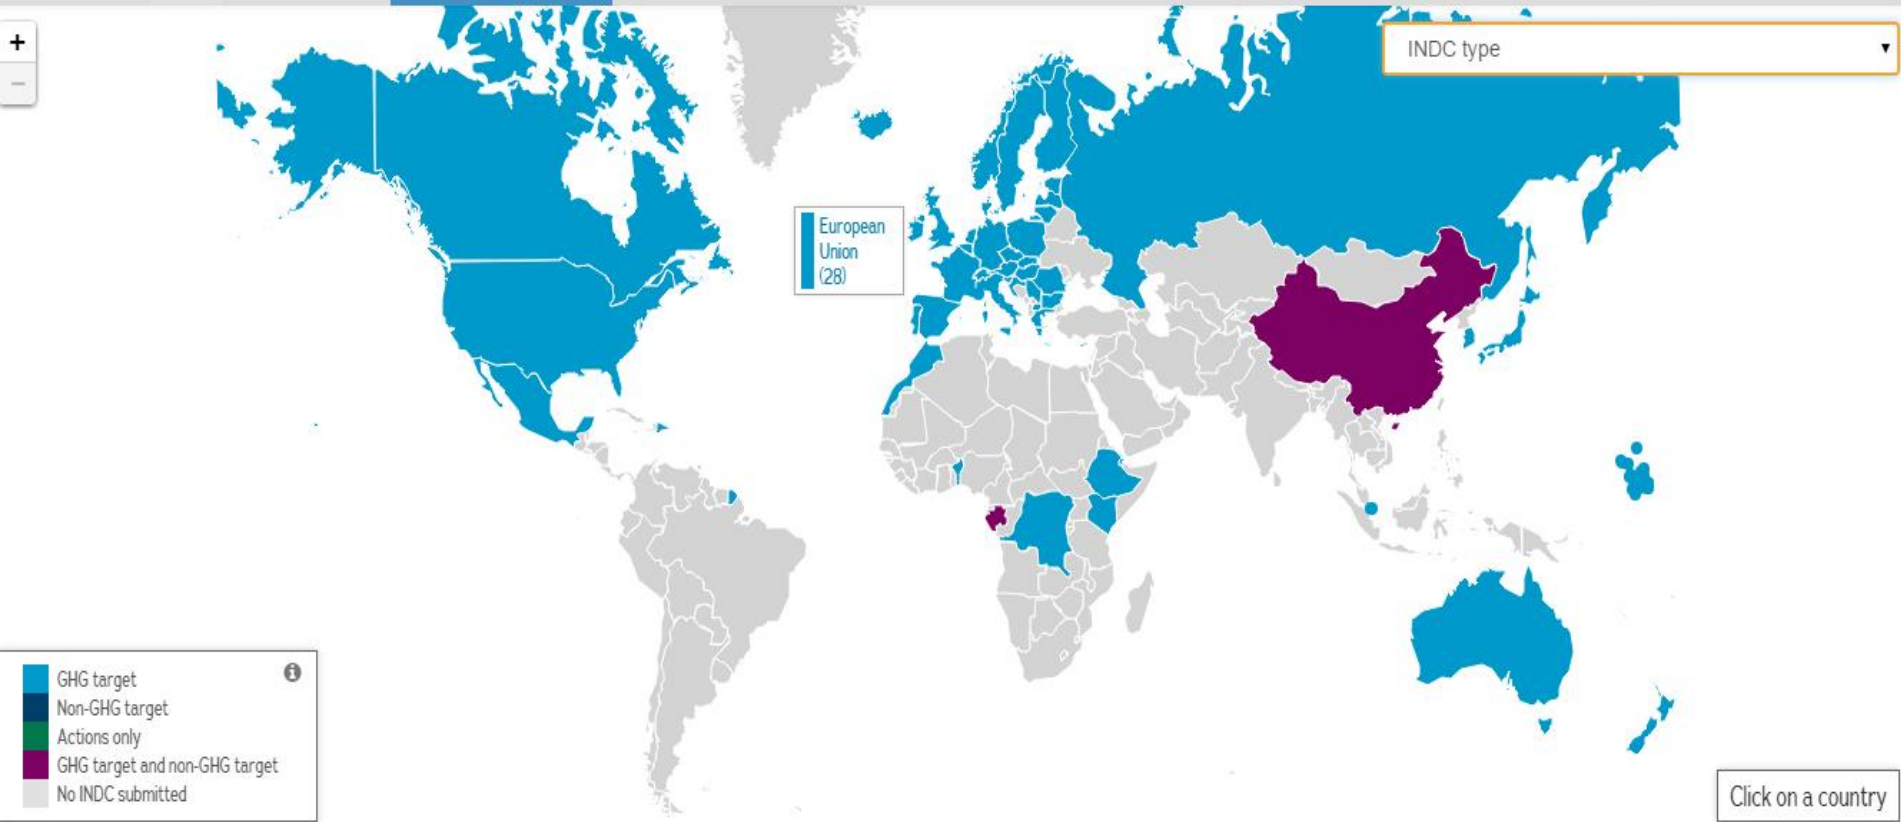 +
−
INDC type
European
Union
(28)
GHG target
Non-GHG target
Actions only
GHG target and non-GHG target
No INDC submitted
Click on a country